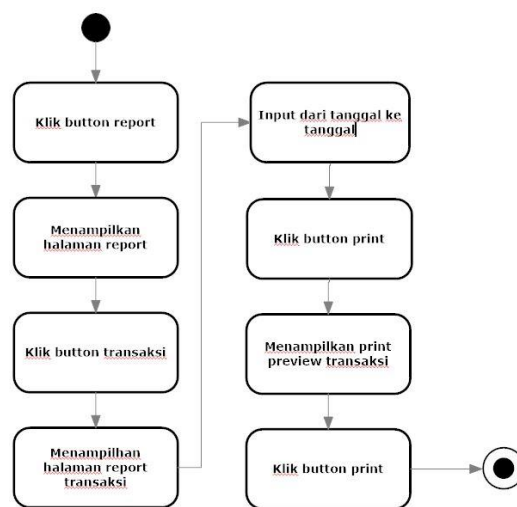 Klik button report
Menampilkan
halaman report
Klik button transaksi
Menampilhan
halaman report
transaksi
Input dari tanggal ke
tanggal
Klik button print
Menampilkan print
preview transaksi
Klik button print